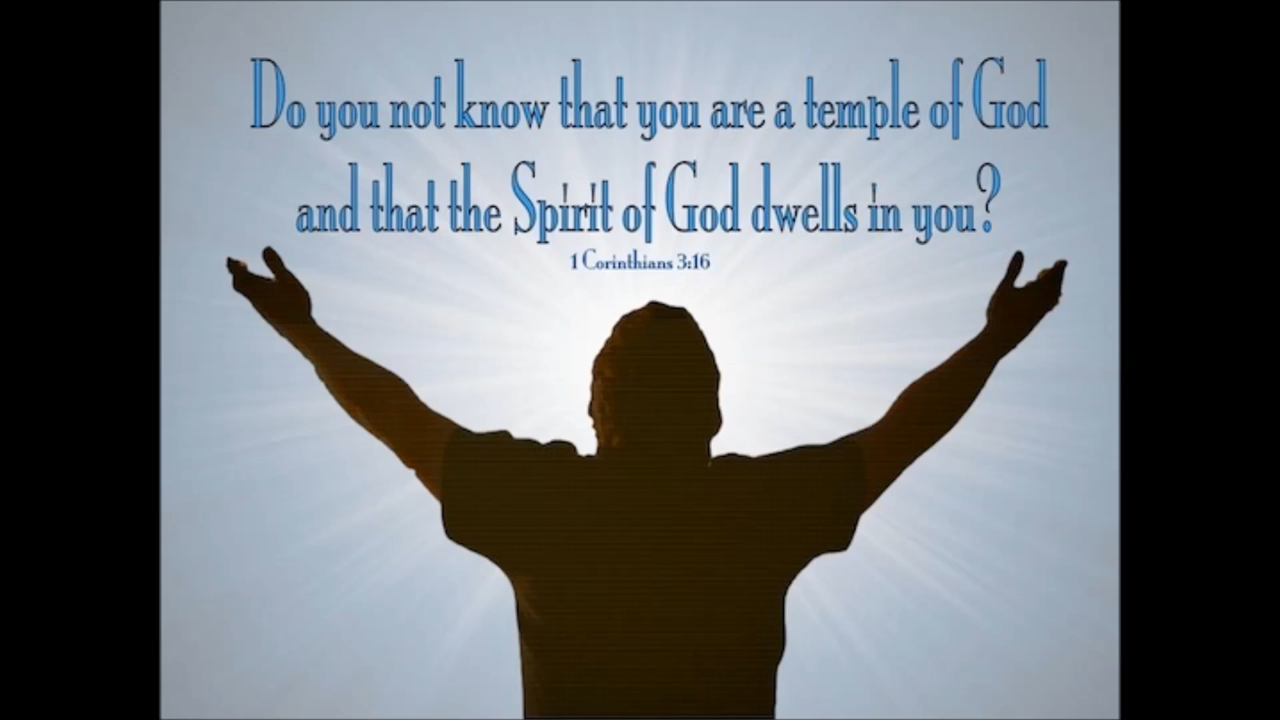 Do you not know that you are a temple of God
and that the Spirit of God dwells in you?
1 Corinthians 3:16